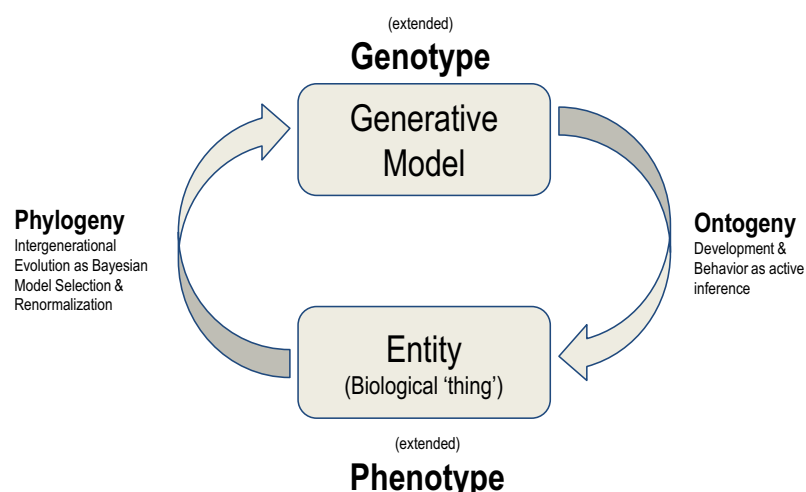 (extended)
Genotype
Generative
Model
Phylogeny
Intergenerational
Evolution as Bayesian
Model Selection &
Renormalization
Ontogeny
Development &
Behavior as active
inference
Entity
(Biological ‘thing’)
(extended)
Phenotype